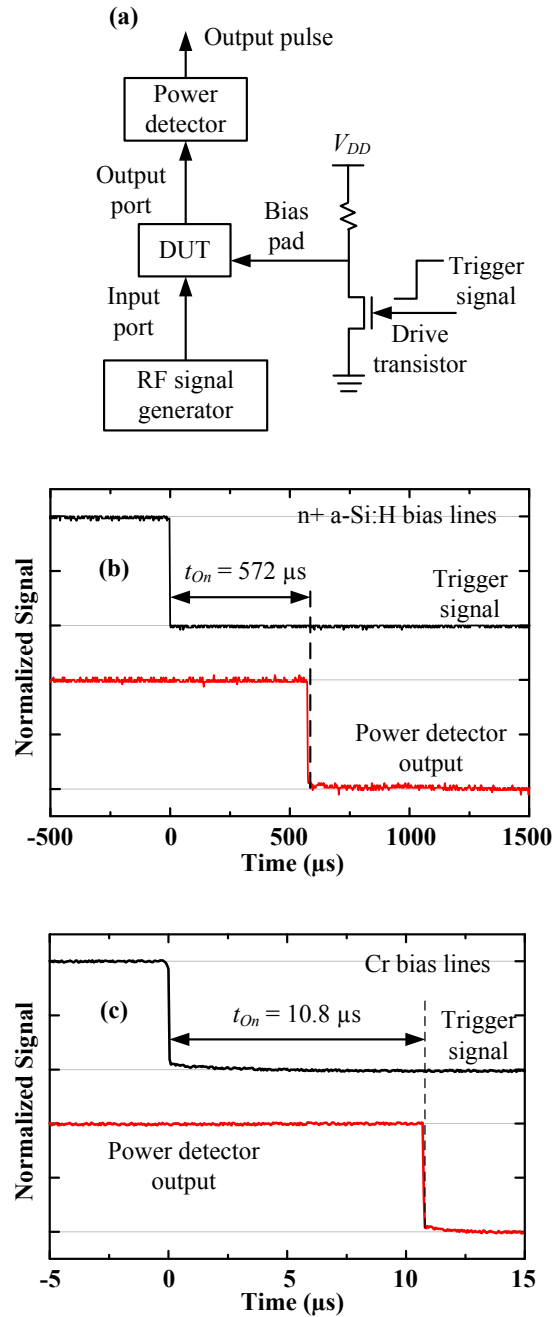 (a)
Output pulse
Power
detector
Output
port
DUT
Input
port
RF signal
generator
V_DD
Bias
pad
Trigger
signal
Drive
transistor
n+ a-Si:H bias lines
(b)
t_On = 572 µs
Trigger
signal
Power detector
output
Normalized Signal
-500 0 500 1000 1500
Time (µs)
Cr bias lines
(c)
t_On = 10.8 µs
Trigger
signal
Power detector
output
Normalized Signal
-5 0 5 10 15
Time (µs)